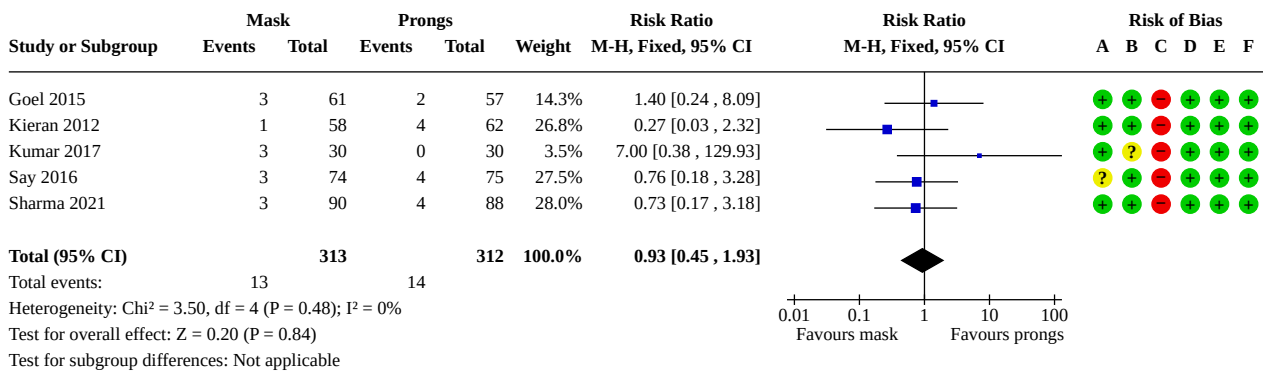 Mask Prongs Risk Ratio Risk Ratio Risk of Bias
Study or Subgroup Events Total Events Total Weight M-H, Fixed, 95% CI M-H, Fixed, 95% CI A B C D E F
Goel 2015 3 61 2 57 14.3% 1.40 [0.24 , 8.09] + + − + + +
Kieran 2012 1 58 4 62 26.8% 0.27 [0.03 , 2.32] + + − + + +
Kumar 2017 3 30 0 30 3.5% 7.00 [0.38 , 129.93] + ? − + + +
Say 2016 3 74 4 75 27.5% 0.76 [0.18 , 3.28] ? + − + + +
Sharma 2021 3 90 4 88 28.0% 0.73 [0.17 , 3.18] + + − + + +
Total (95% CI) 313 312 100.0% 0.93 [0.45 , 1.93]
Total events: 13 14
Heterogeneity: Chi² = 3.50, df = 4 (P = 0.48); I² = 0%
0.01 0.1 1 10 100
Test for overall effect: Z = 0.20 (P = 0.84) Favours mask Favours prongs
Test for subgroup differences: Not applicable